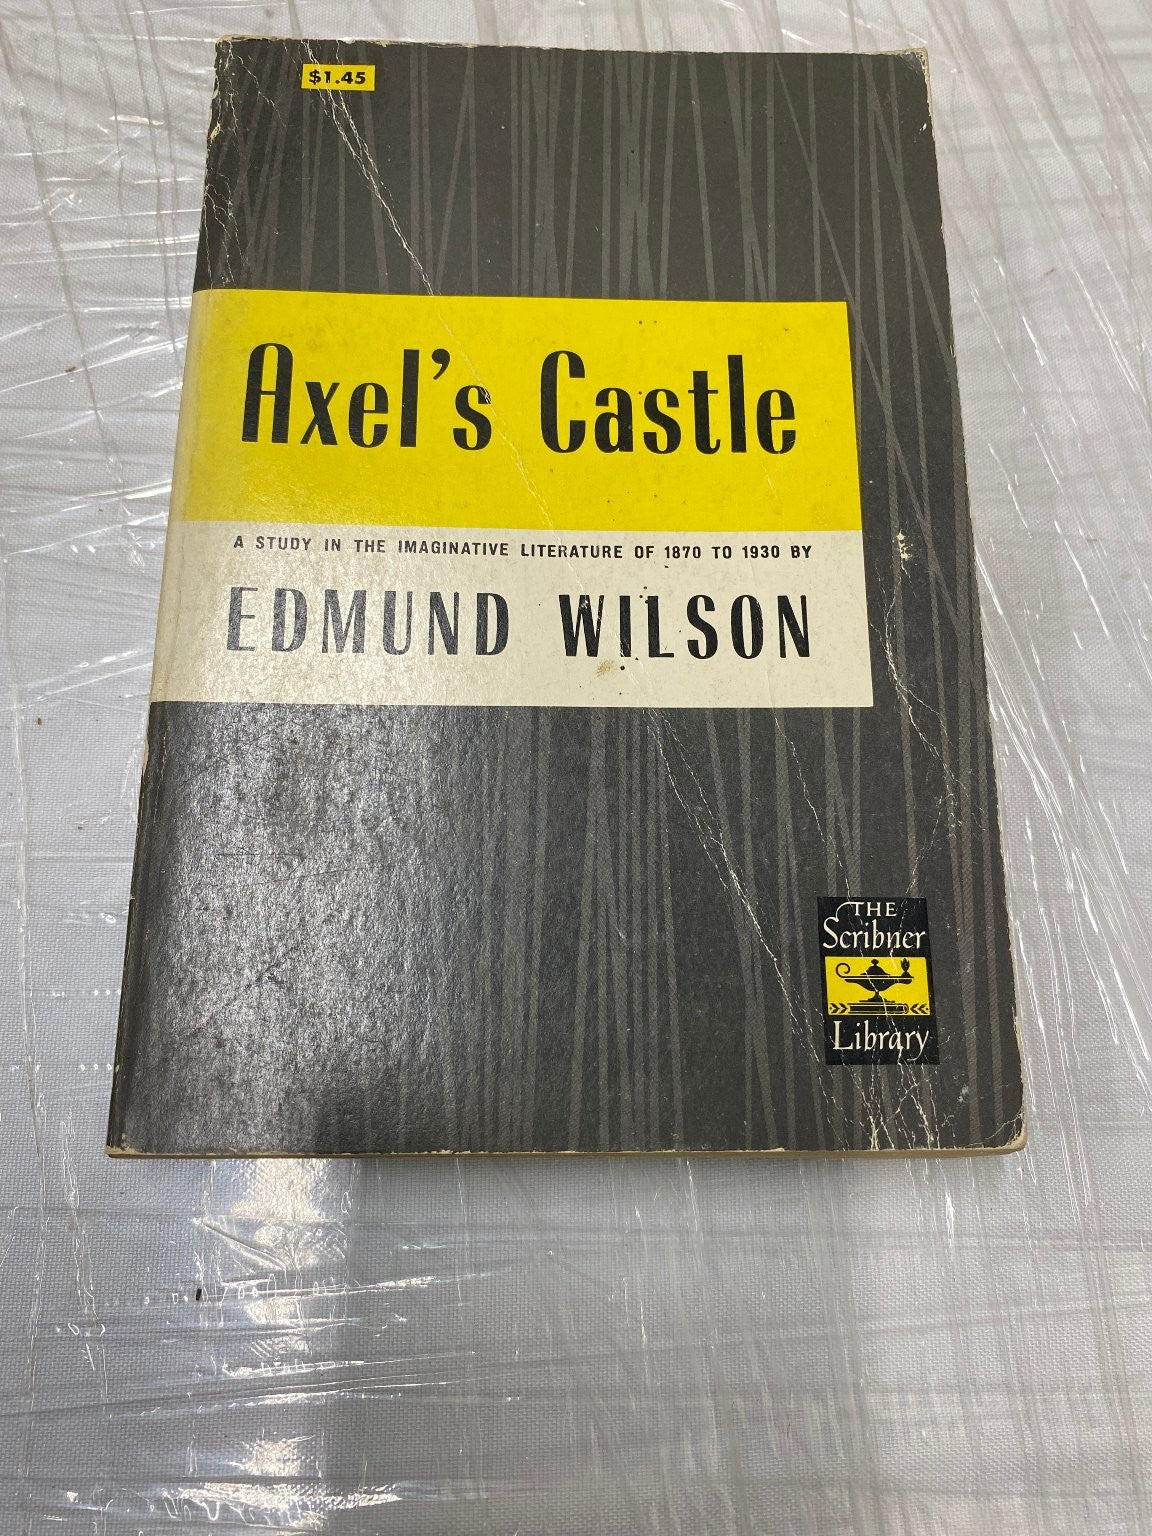 $1.45
Axel's Castle
A STUDY IN THE IMAGINATIVE LITERATURE OF 1870 TO 1930 BY
EDMUND WILSON
THE
Scribner
Library